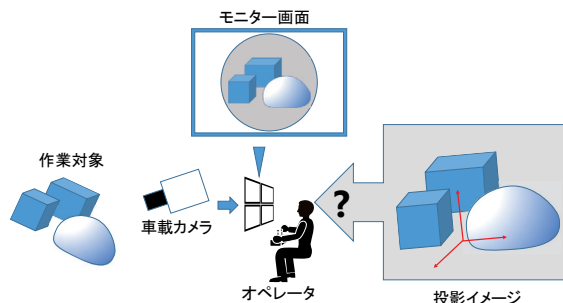 モニター画面
作業対象
車載カメラ
?
オペレータ
投影イメージ